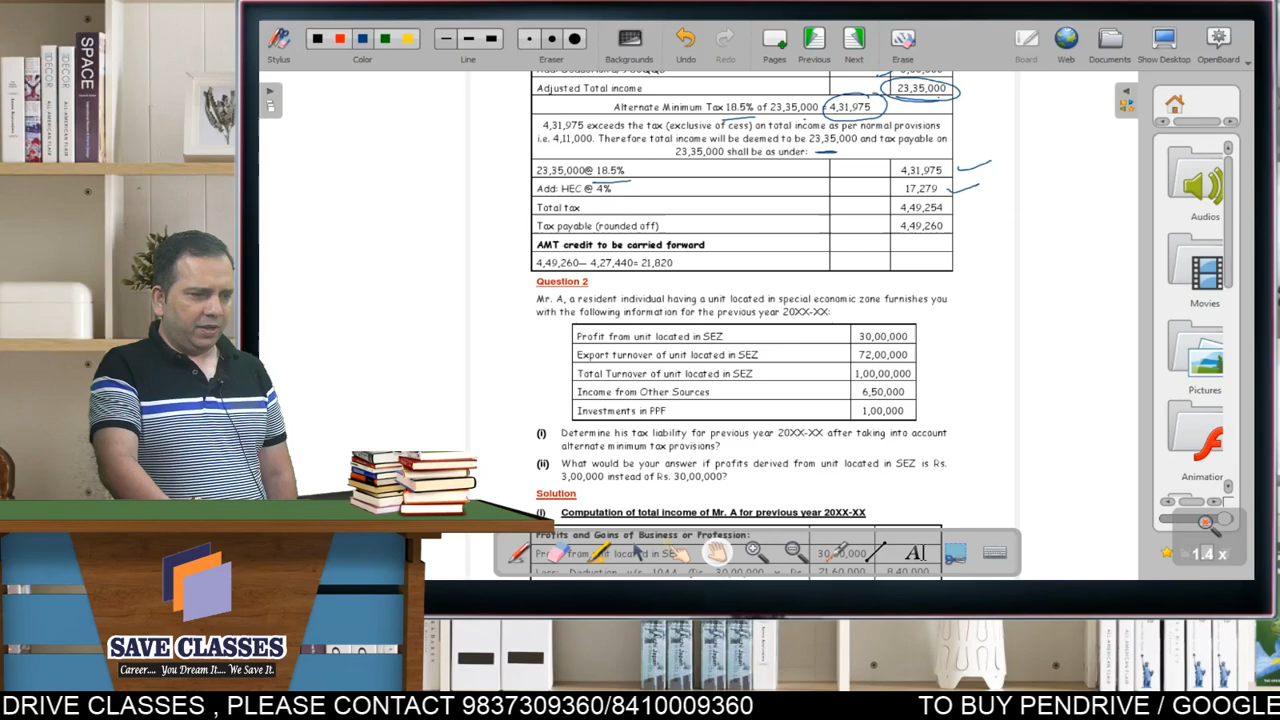 Stylus
Color
Line
Eraser
Backgrounds
Undo
Redo
Pages
Previous
Next
Erase
Board
Web
Documents
Show Desktop
OpenBoard
Adjusted Total income 23,35,000
Alternate Minimum Tax 18.5% of 23,35,000 = 4,31,975
4,31,975 exceeds the tax (exclusive of cess) on total income as per normal provisions
i.e. 4,11,000. Therefore total income will be deemed to be 23,35,000 and tax payable on
23,35,000 shall be as under:
23,35,000@ 18.5% 4,31,975
Add: HEC @ 4% 17,279
Total tax 4,49,254
Tax payable (rounded off) 4,49,260
AMT credit to be carried forward
4,49,260— 4,27,440= 21,820
Question 2
Mr. A, a resident individual having a unit located in special economic zone furnishes you
with the following information for the previous year 20XX-XX:
Profit from unit located in SEZ 30,00,000
Export turnover of unit located in SEZ 72,00,000
Total Turnover of unit located in SEZ 1,00,00,000
Income from Other Sources 6,50,000
Investments in PPF 1,00,000
(i) Determine his tax liability for previous year 20XX-XX after taking into account
alternate minimum tax provisions?
(ii) What would be your answer if profits derived from unit located in SEZ is Rs.
3,00,000 instead of Rs. 30,00,000?
Solution
(i) Computation of total income of Mr. A for previous year 20XX-XX
Profits and Gains of Business or Profession:
Audios
Movies
Pictures
Animation
1.4 x
SPACE
DECOR
DECOR
SAVE CLASSES
Career.... You Dream It.... We Save It.
DRIVE CLASSES , PLEASE CONTACT 9837309360/8410009360
TO BUY PENDRIVE / GOOGLE